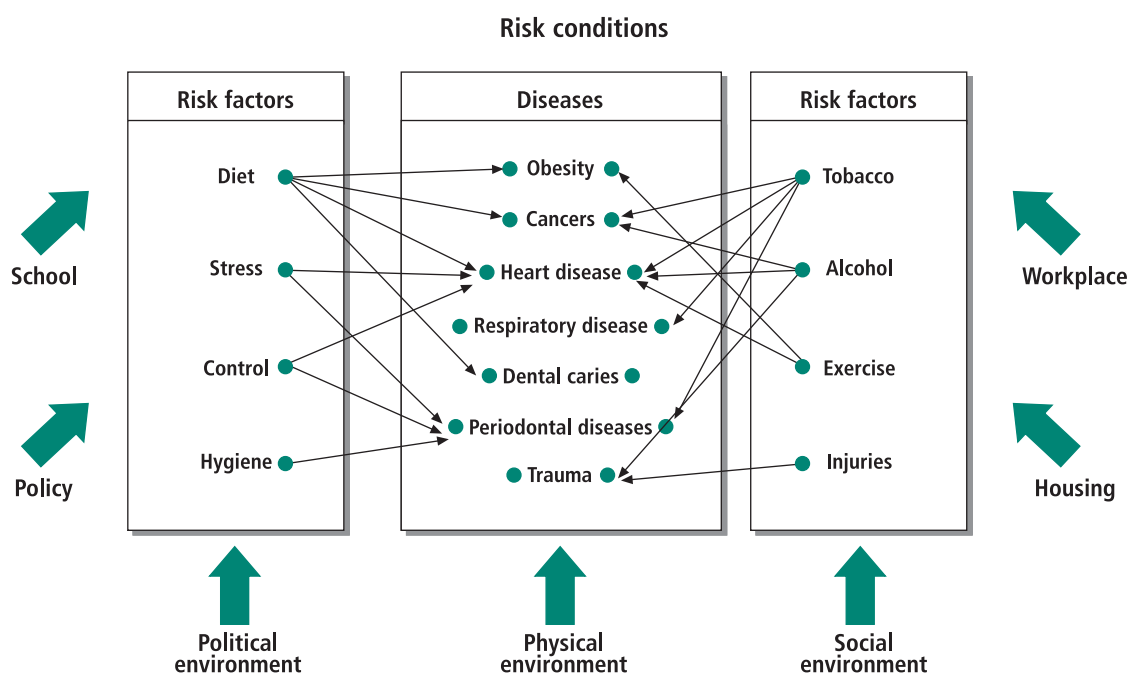 Risk conditions
Risk factors
Diet
Stress
Control
Hygiene
Diseases
Obesity
Cancers
Heart disease
Respiratory disease
Dental caries
Periodontal diseases
Trauma
Risk factors
Tobacco
Alcohol
Exercise
Injuries
School
Policy
Workplace
Housing
Political
environment
Physical
environment
Social
environment